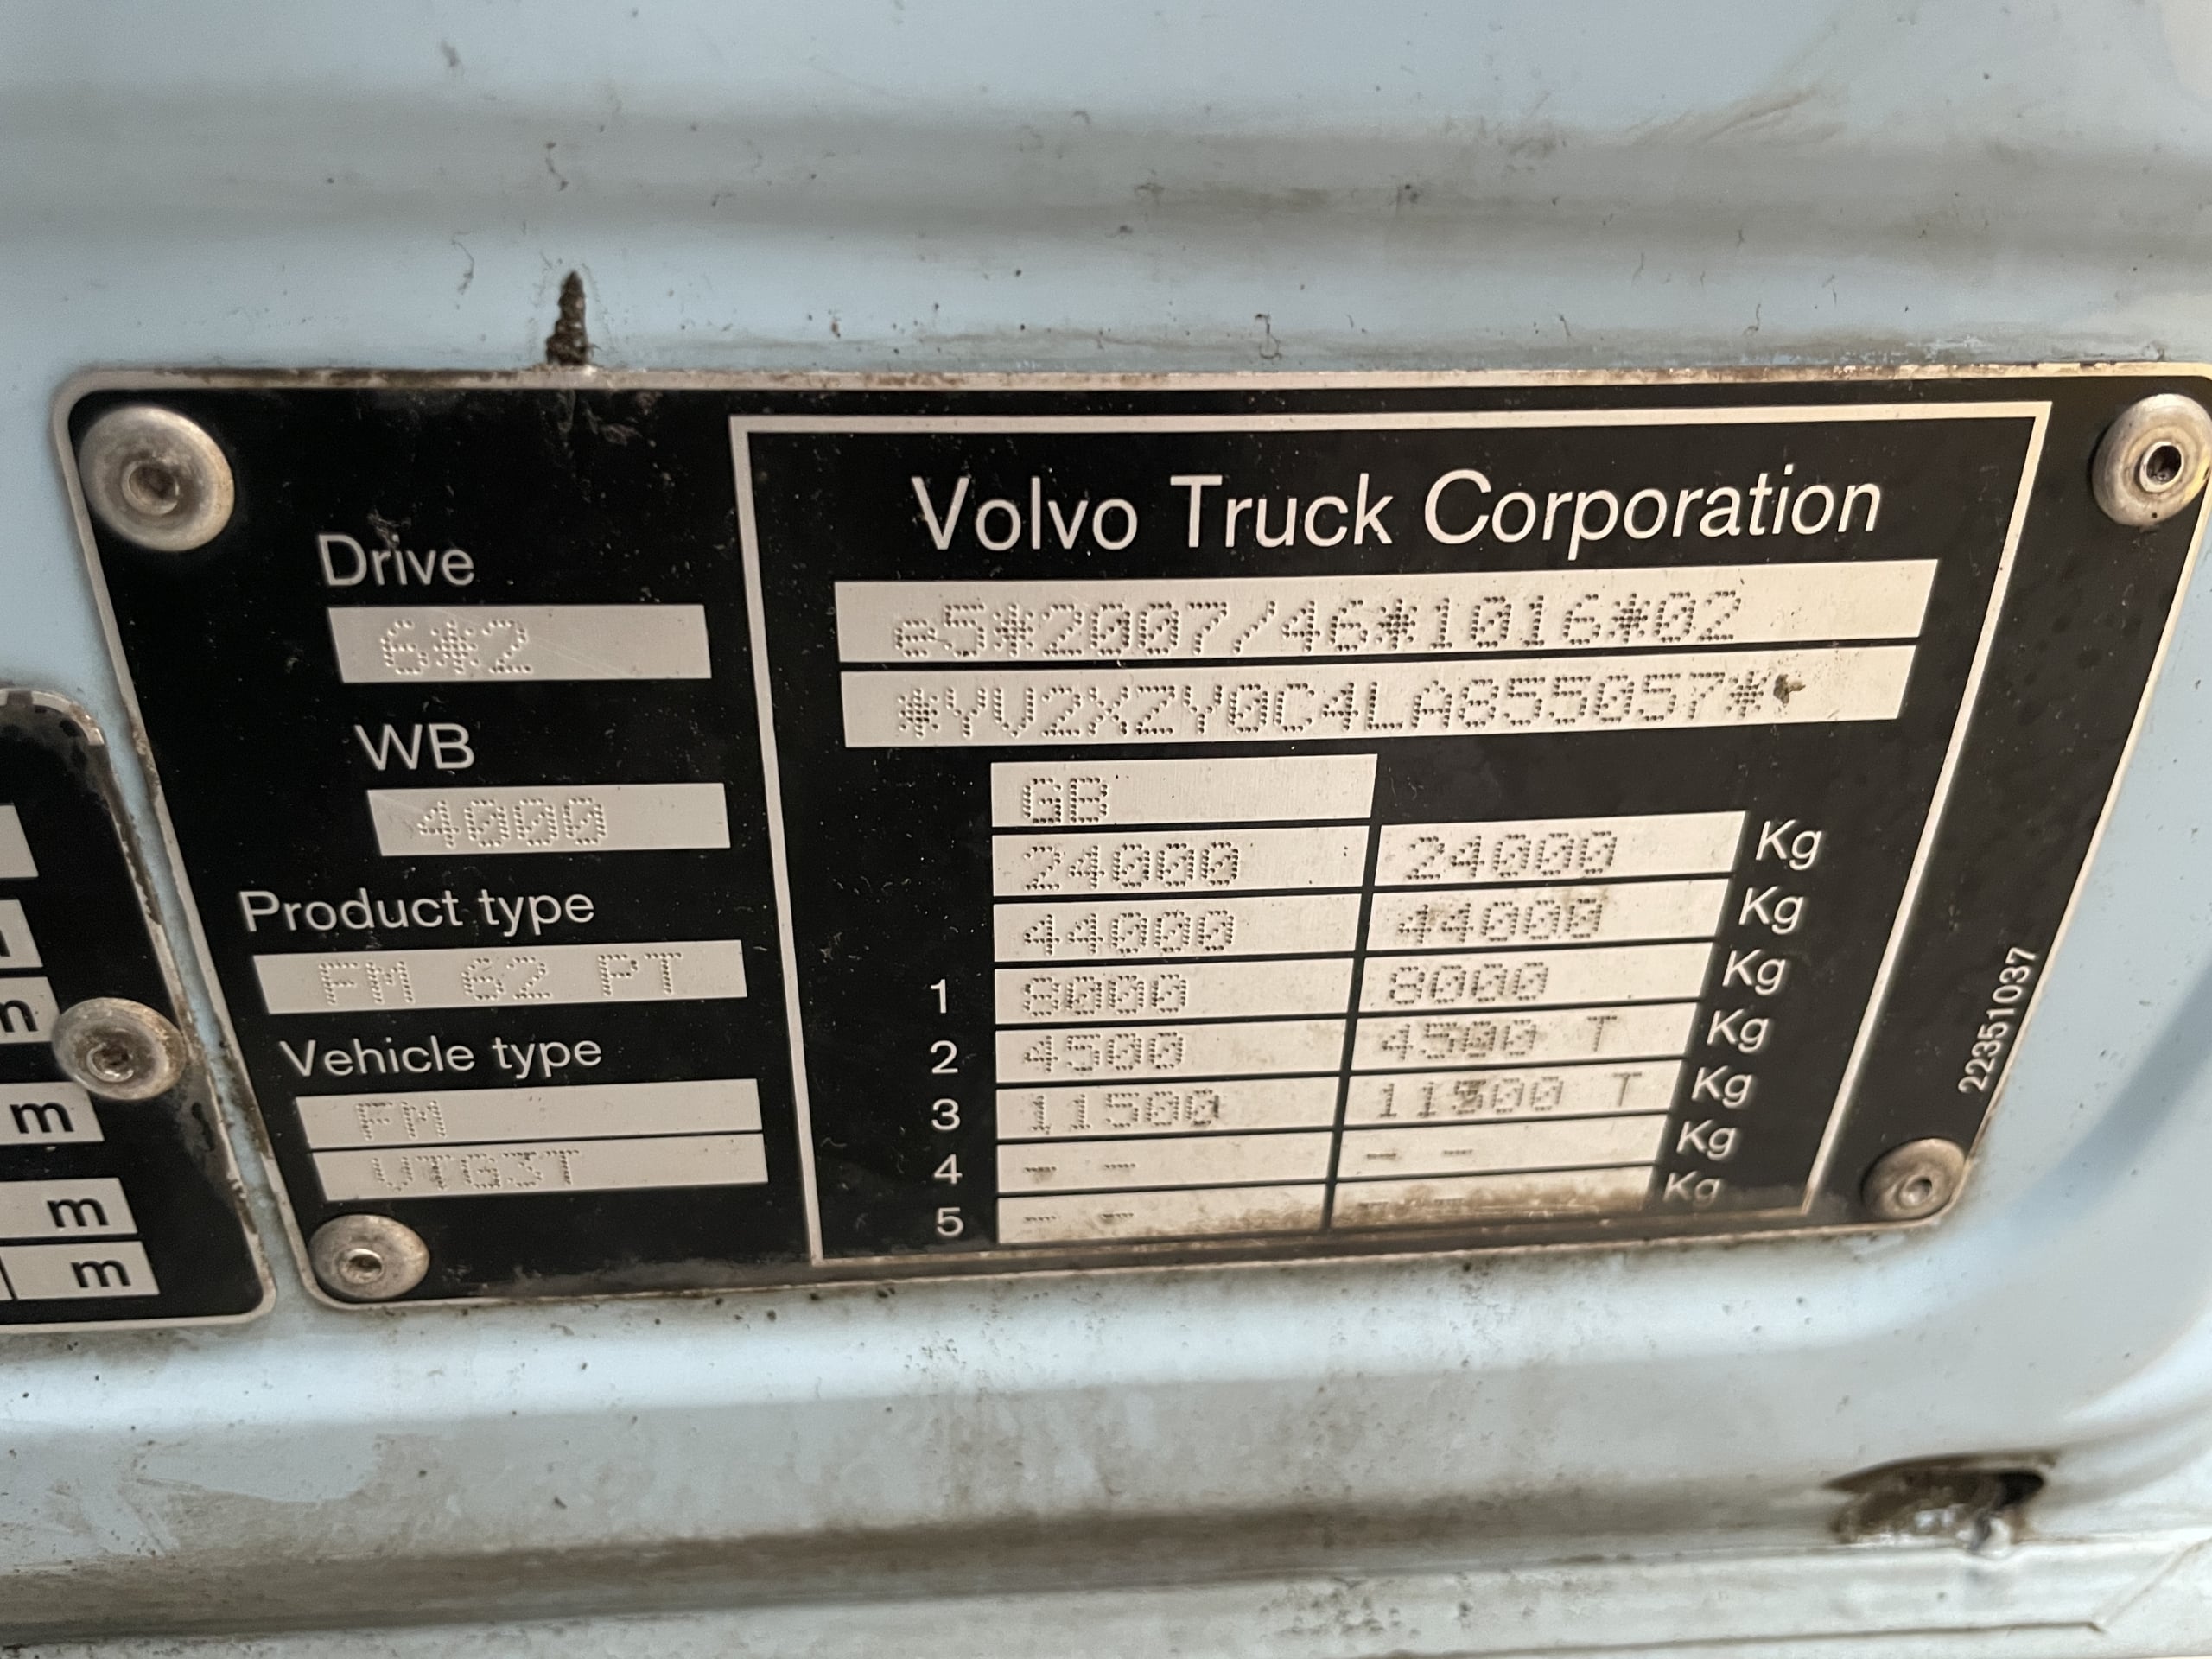 Volvo Truck Corporation
Drive
6*2
WB
4000
Product type
FM 62 PT
Vehicle type
FM
VTG3T
e5*2007/46*1016*02
*YV2XZY0C4LA855057*
GB
24000 24000 Kg
44000 44000 Kg
1 8000 8000 Kg
2 4500 4500 T Kg
3 11500 11500 T Kg
4 - - - - Kg
5 - - - - Kg
22351037
m
m
m
m